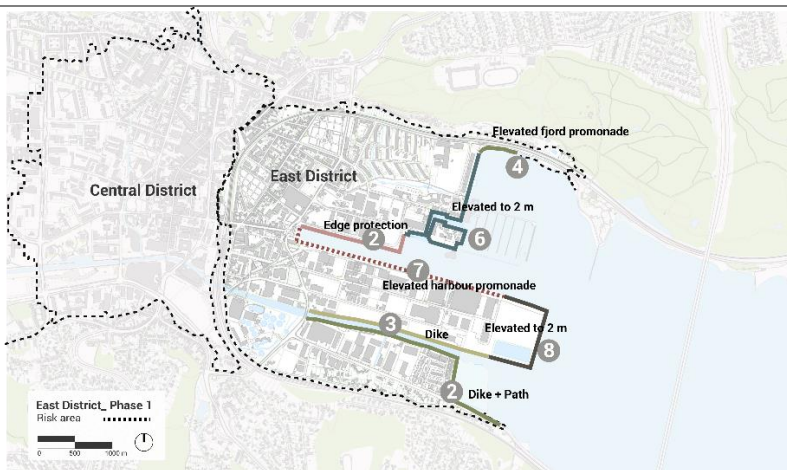 Elevated fjord promonade
4
Central District
East District
Elevated to 2 m
Edge protection
2
6
7
Elevated harbour promonade
3
Dike
Elevated to 2 m
8
2
Dike + Path
East District_ Phase 1
Risk area
0 500 1000 m